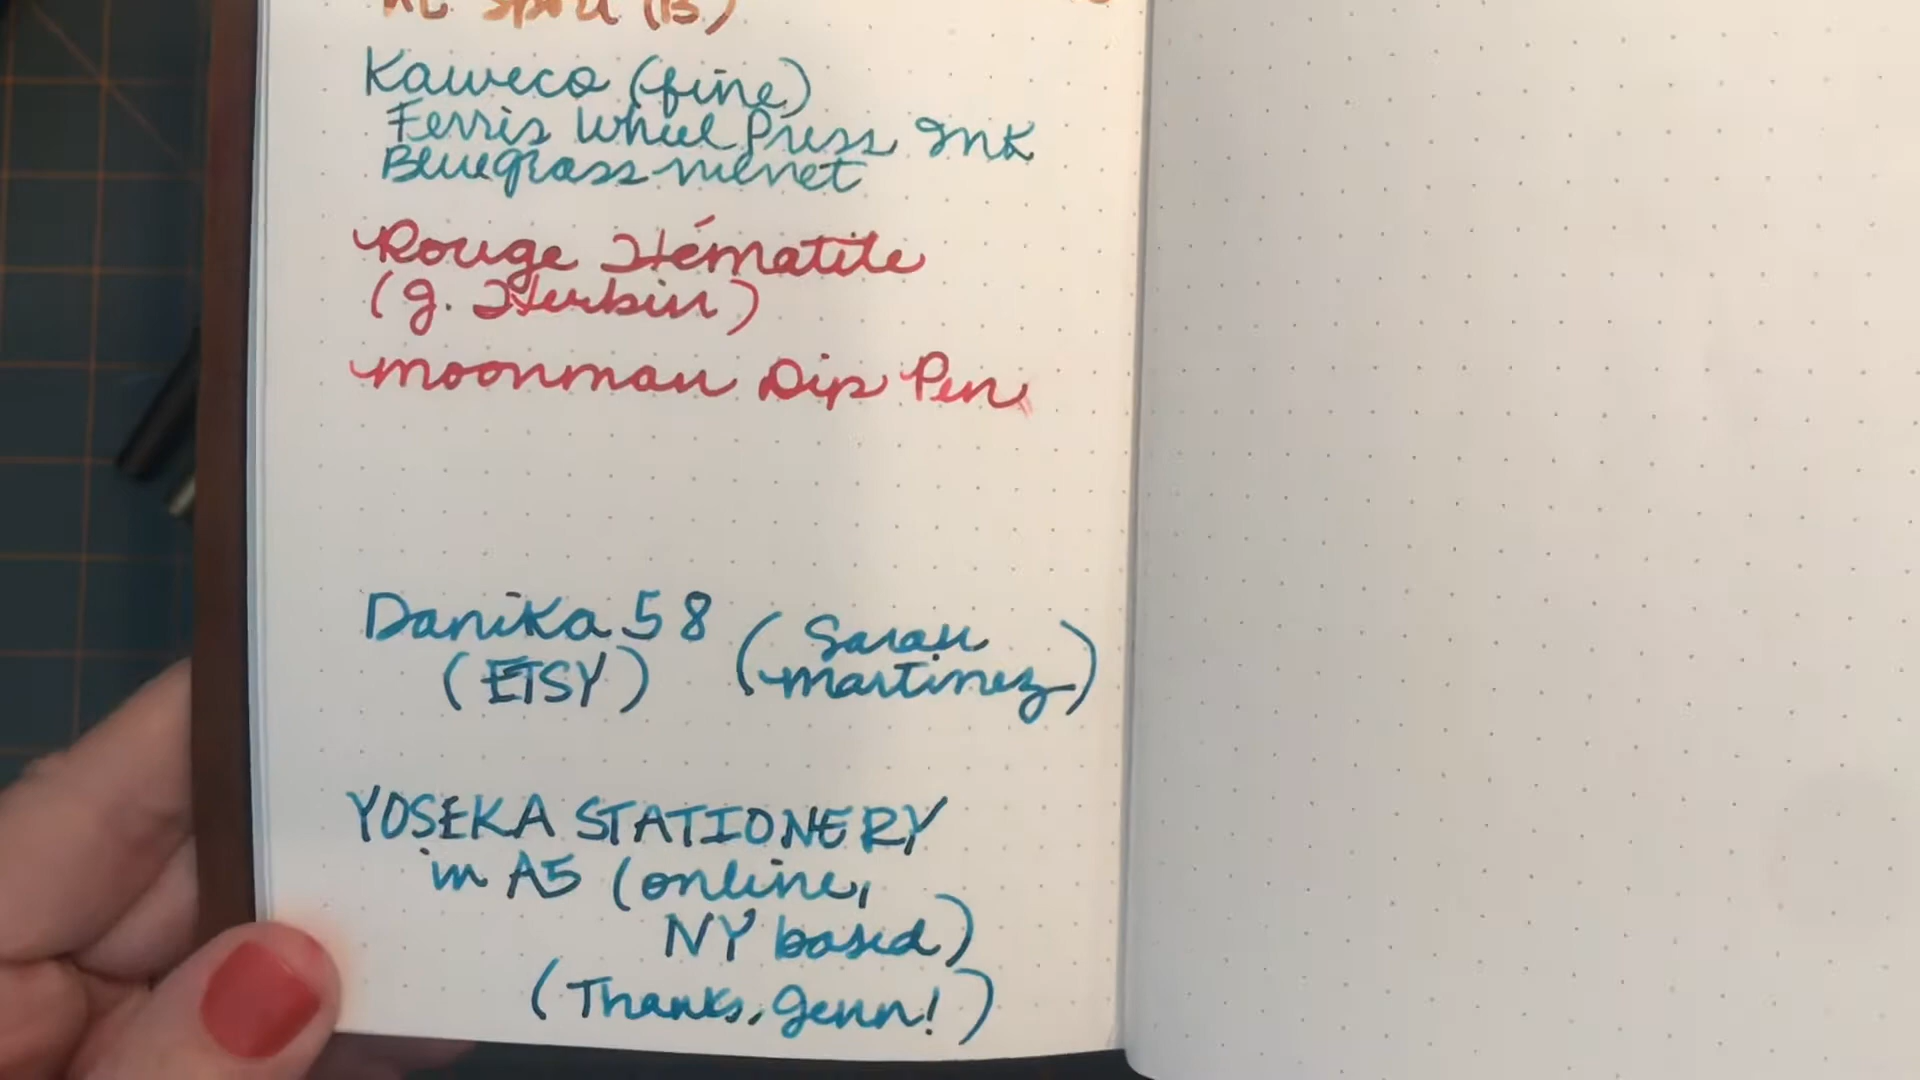 (B)
Kaweco (fine)
Ferris Wheel Press Ink
Bluegrass Velvet
Rouge Hématite
(J. Herbin)
Moonman Dip Pen
Danika 58
(ETSY)
(Sarah
Martinez)
YOSEKA STATIONERY
in A5 (online,
NY based)
(Thanks, Jenn!)